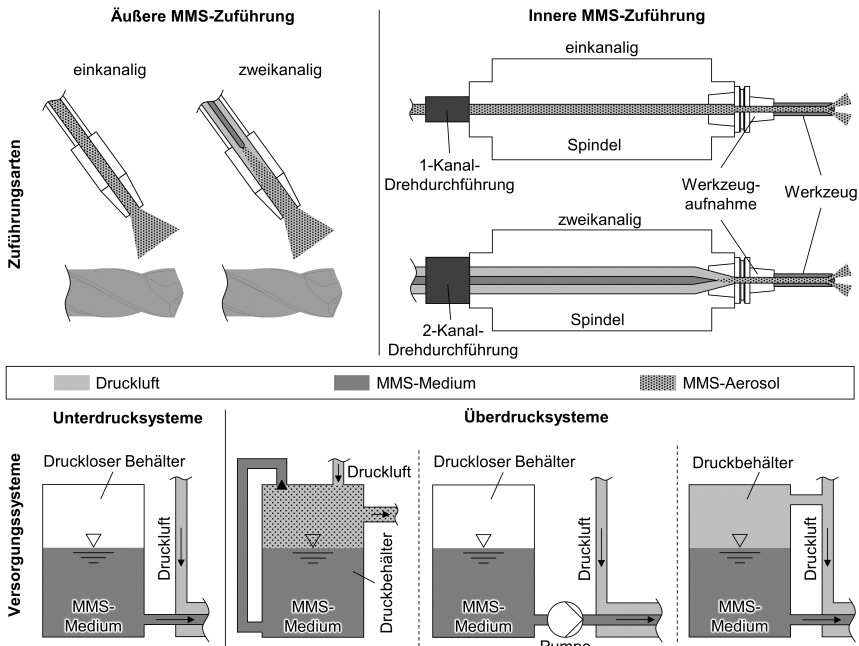 Äußere MMS-Zuführung
Innere MMS-Zuführung
Zuführungsarten
einkanalig
zweikanalig
einkanalig
Spindel
1-Kanal-
Drehdurchführung
Werkzeug-
aufnahme
Werkzeug
zweikanalig
Spindel
2-Kanal-
Drehdurchführung
Druckluft
MMS-Medium
MMS-Aerosol
Unterdrucksysteme
Überdrucksysteme
Versorgungssysteme
Druckloser Behälter
Druckluft
MMS-
Medium
Druckluft
Druckbehälter
MMS-
Medium
Druckloser Behälter
Druckluft
MMS-
Medium
Pumpe
Druckbehälter
Druckluft
MMS-
Medium